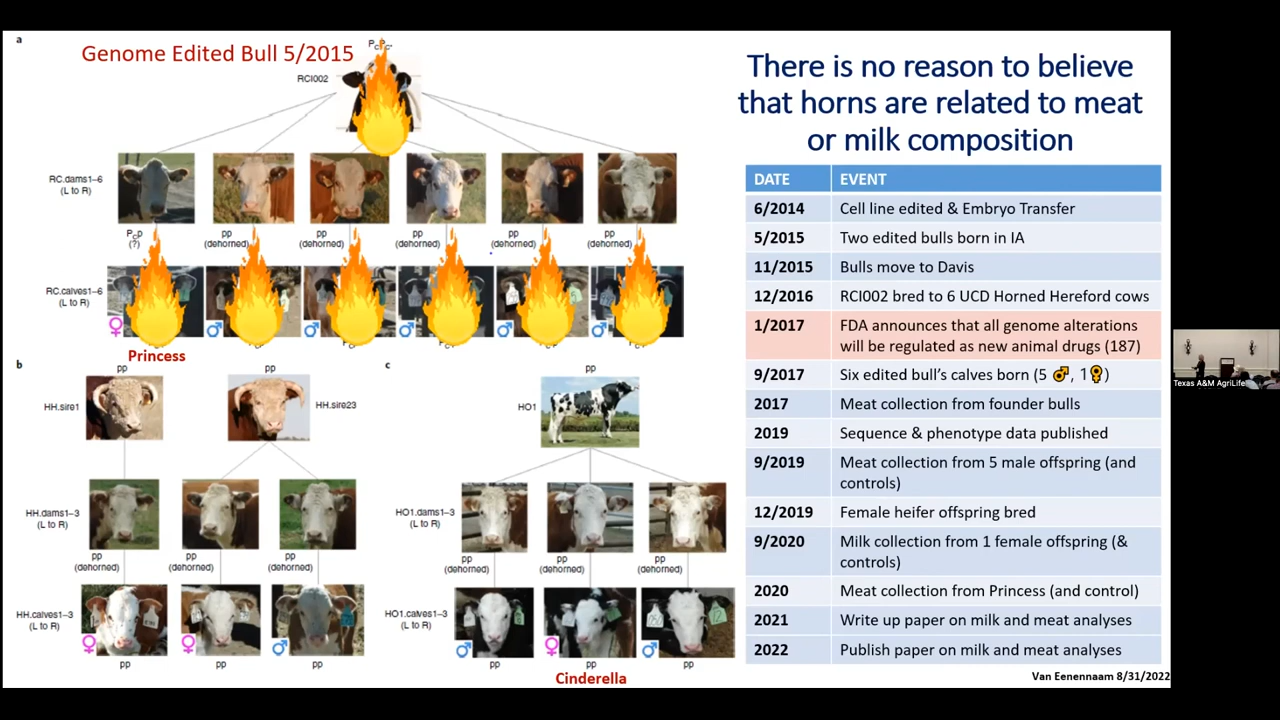 a
Genome Edited Bull 5/2015
RCI002
RC.dams1–6
(L to R)
(?)
pp
(dehorned)
pp
(dehorned)
pp
(dehorned)
pp
(dehorned)
pp
(dehorned)
RC.calves1–6
(L to R)
Princess
b
pp
pp
HH.sire1
HH.sire23
HH.dams1–3
(L to R)
pp
(dehorned)
pp
(dehorned)
pp
(dehorned)
HH.calves1–3
(L to R)
pp
pp
pp
c
pp
HO1
HO1.dams1–3
(L to R)
pp
(dehorned)
pp
(dehorned)
pp
(dehorned)
HO1.calves1–3
(L to R)
pp
pp
pp
Cinderella
There is no reason to believe
that horns are related to meat
or milk composition
DATE EVENT
6/2014 Cell line edited & Embryo Transfer
5/2015 Two edited bulls born in IA
11/2015 Bulls move to Davis
12/2016 RCI002 bred to 6 UCD Horned Hereford cows
1/2017 FDA announces that all genome alterations
will be regulated as new animal drugs (187)
9/2017 Six edited bull's calves born (5 ♂, 1♀)
2017 Meat collection from founder bulls
2019 Sequence & phenotype data published
9/2019 Meat collection from 5 male offspring (and
controls)
12/2019 Female heifer offspring bred
9/2020 Milk collection from 1 female offspring (&
controls)
2020 Meat collection from Princess (and control)
2021 Write up paper on milk and meat analyses
2022 Publish paper on milk and meat analyses
Van Eenennaam 8/31/2022
Texas A&M AgriLife